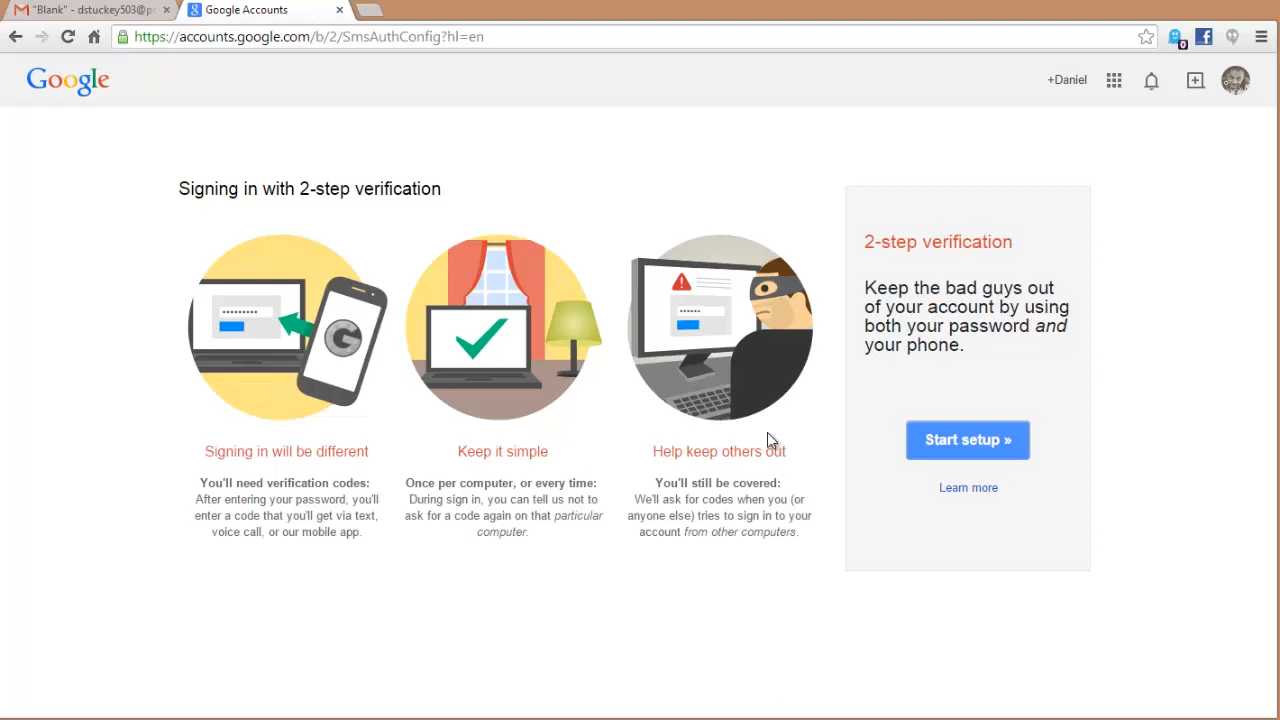 "Blank" - dstuckey503@p
Google Accounts
https://accounts.google.com/b/2/SmsAuthConfig?hl=en
0
Google
+Daniel
Signing in with 2-step verification
Signing in will be different
You'll need verification codes:
After entering your password, you'll
enter a code that you'll get via text,
voice call, or our mobile app.
Keep it simple
Once per computer, or every time:
During sign in, you can tell us not to
ask for a code again on that particular
computer.
Help keep others out
You'll still be covered:
We'll ask for codes when you (or
anyone else) tries to sign in to your
account from other computers.
2-step verification
Keep the bad guys out
of your account by using
both your password and
your phone.
Start setup »
Learn more